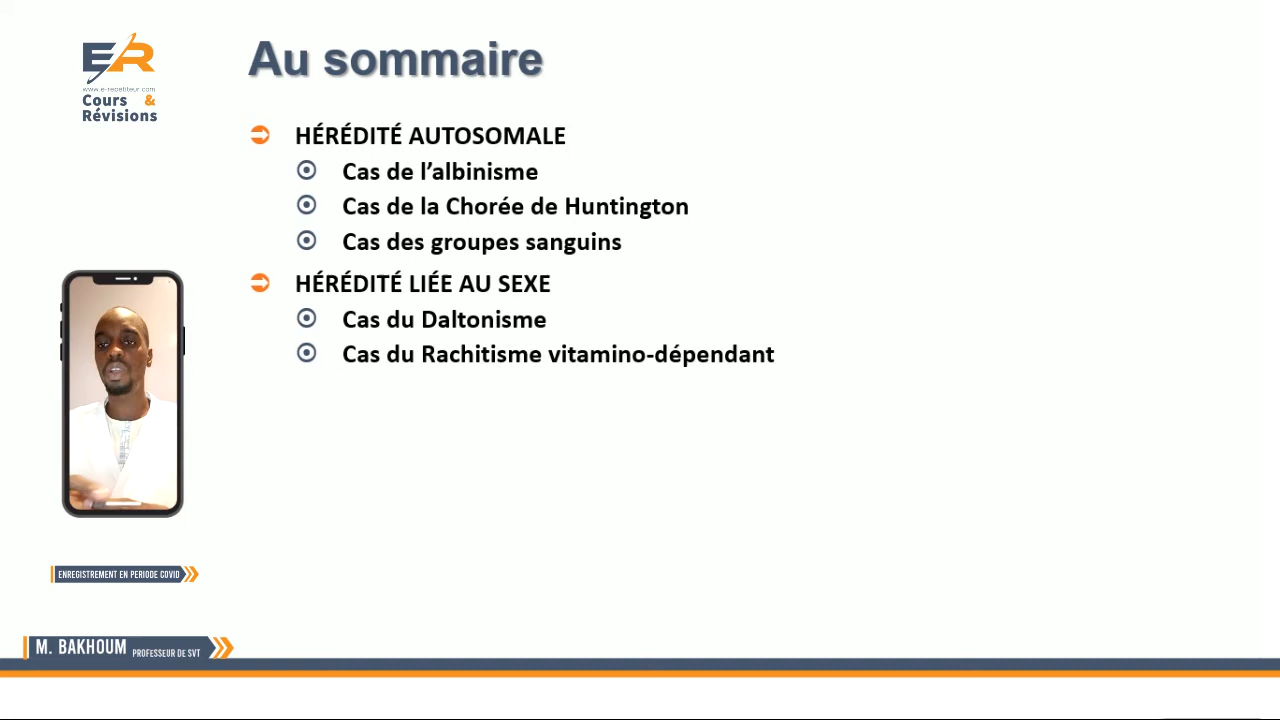 ER
www.e-repetiteur.com
Cours &
Révisions
Au sommaire
HÉRÉDITÉ AUTOSOMALE
Cas de l’albinisme
Cas de la Chorée de Huntington
Cas des groupes sanguins
HÉRÉDITÉ LIÉE AU SEXE
Cas du Daltonisme
Cas du Rachitisme vitamino-dépendant
ENREGISTREMENT EN PERIODE COVID
M. BAKHOUM PROFESSEUR DE SVT